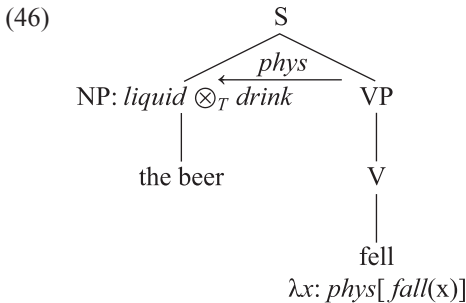 (46) S
phys
NP: liquid ⊗T drink VP
the beer V
fell
λx: phys[ fall(x)]